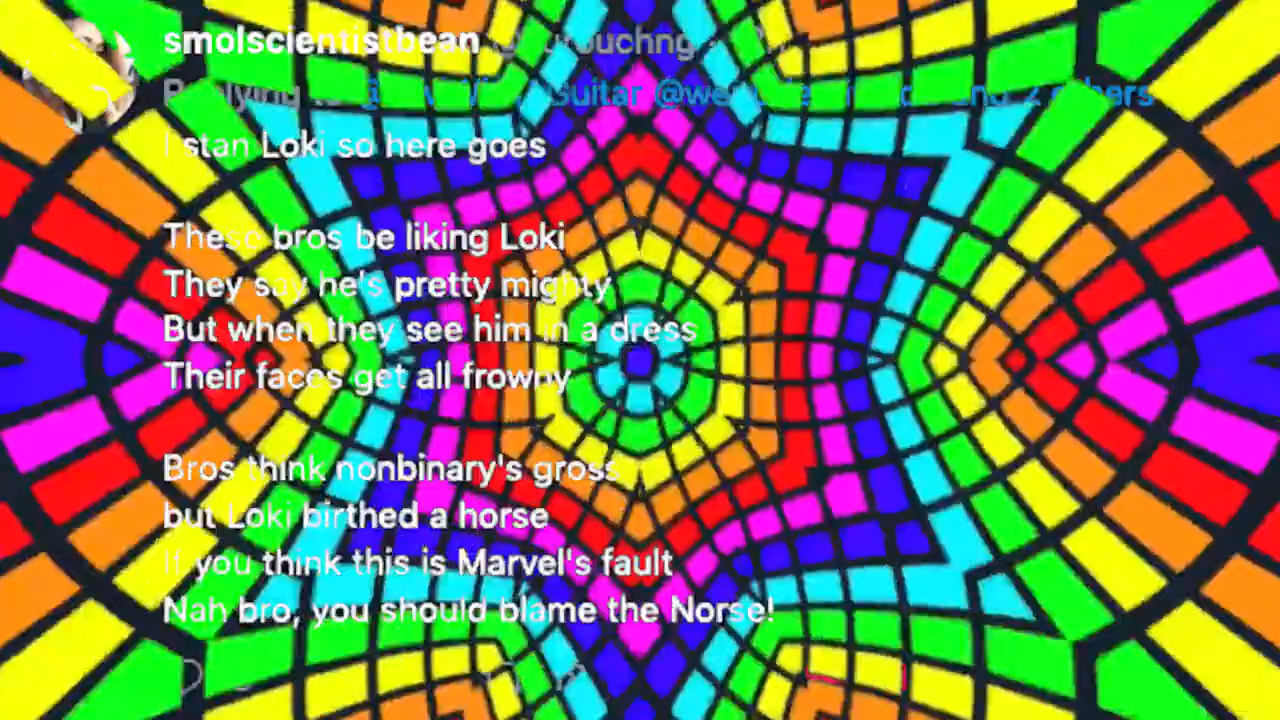 smolscientistbean
Replying
I stan Loki so here goes
These bros be liking Loki
They say he's pretty mighty
But when they see him in a dress
Their faces get all frowny
Bros think nonbinary's gross
but Loki birthed a horse
If you think this is Marvel's fault
Nah bro, you should blame the Norse!